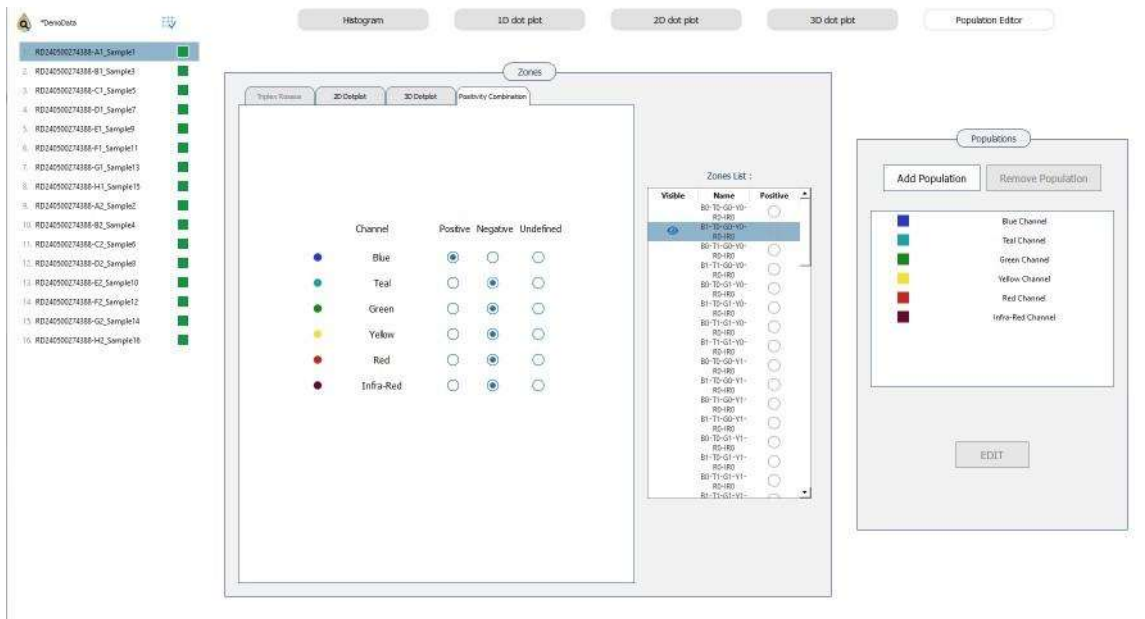 *DemoData
Histogram
1D dot plot
2D dot plot
3D dot plot
Population Editor
1. RD240500274388-A1_Sample1
2. RD240500274388-B1_Sample3
3. RD240500274388-C1_Sample5
4. RD240500274388-D1_Sample7
5. RD240500274388-E1_Sample9
6. RD240500274388-F1_Sample11
7. RD240500274388-G1_Sample13
8. RD240500274388-H1_Sample15
9. RD240500274388-A2_Sample2
10. RD240500274388-B2_Sample4
11. RD240500274388-C2_Sample6
12. RD240500274388-D2_Sample8
13. RD240500274388-E2_Sample10
14. RD240500274388-F2_Sample12
15. RD240500274388-G2_Sample14
16. RD240500274388-H2_Sample16
Zones
2D Dotplot
3D Dotplot
Positivity Combination
Channel Positive Negative Undefined
Blue
Teal
Green
Yellow
Red
Infra-Red
Zones List :
Visible Name Positive
B0-T0-G0-Y0-
R0-IR0
B1-T0-G0-Y0-
R0-IR0
B0-T1-G0-Y0-
R0-IR0
B1-T1-G0-Y0-
R0-IR0
B0-T0-G1-Y0-
R0-IR0
B1-T0-G1-Y0-
R0-IR0
B0-T1-G1-Y0-
R0-IR0
B1-T1-G1-Y0-
R0-IR0
B0-T0-G0-Y1-
R0-IR0
B1-T0-G0-Y1-
R0-IR0
B0-T1-G0-Y1-
R0-IR0
B1-T1-G0-Y1-
R0-IR0
B0-T0-G1-Y1-
R0-IR0
B1-T0-G1-Y1-
R0-IR0
B0-T1-G1-Y1-
R0-IR0
B1-T1-G1-Y1-
Populations
Add Population
Remove Population
Blue Channel
Teal Channel
Green Channel
Yellow Channel
Red Channel
Infra-Red Channel
EDIT